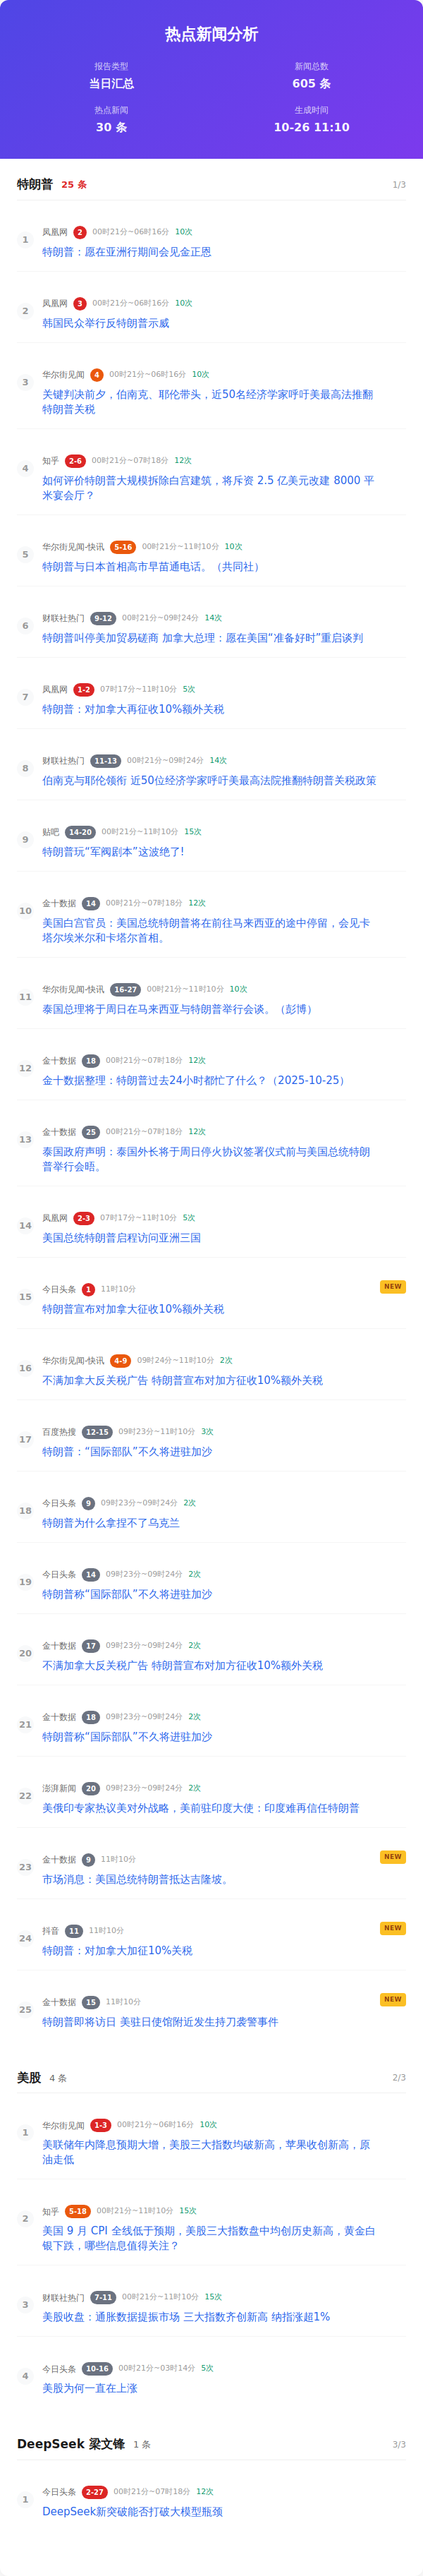 热点新闻分析
报告类型 新闻总数
当日汇总 605 条
热点新闻 生成时间
30 条 10-26 11:10
特朗普 25 条 1/3
1 凤凰网 2 00时21分~06时16分 10次
特朗普：愿在亚洲行期间会见金正恩
2 凤凰网 3 00时21分~06时16分 10次
韩国民众举行反特朗普示威
3 华尔街见闻 4 00时21分~06时16分 10次
关键判决前夕，伯南克、耶伦带头，近50名经济学家呼吁美最高法推翻
特朗普关税
4 知乎 2-6 00时21分~07时18分 12次
如何评价特朗普大规模拆除白宫建筑，将斥资 2.5 亿美元改建 8000 平
米宴会厅？
5 华尔街见闻-快讯 5-16 00时21分~11时10分 10次
特朗普与日本首相高市早苗通电话。（共同社）
6 财联社热门 9-12 00时21分~09时24分 14次
特朗普叫停美加贸易磋商 加拿大总理：愿在美国“准备好时”重启谈判
7 凤凰网 1-2 07时17分~11时10分 5次
特朗普：对加拿大再征收10%额外关税
8 财联社热门 11-13 00时21分~09时24分 14次
伯南克与耶伦领衔 近50位经济学家呼吁美最高法院推翻特朗普关税政策
9 贴吧 14-20 00时21分~11时10分 15次
特朗普玩“军阀剧本”这波绝了!
10 金十数据 14 00时21分~07时18分 12次
美国白宫官员：美国总统特朗普将在前往马来西亚的途中停留，会见卡
塔尔埃米尔和卡塔尔首相。
11 华尔街见闻-快讯 16-27 00时21分~11时10分 10次
泰国总理将于周日在马来西亚与特朗普举行会谈。（彭博）
12 金十数据 18 00时21分~07时18分 12次
金十数据整理：特朗普过去24小时都忙了什么？（2025-10-25）
13 金十数据 25 00时21分~07时18分 12次
泰国政府声明：泰国外长将于周日停火协议签署仪式前与美国总统特朗
普举行会晤。
14 凤凰网 2-3 07时17分~11时10分 5次
美国总统特朗普启程访问亚洲三国
15 今日头条 1 11时10分 NEW
特朗普宣布对加拿大征收10%额外关税
16 华尔街见闻-快讯 4-9 09时24分~11时10分 2次
不满加拿大反关税广告 特朗普宣布对加方征收10%额外关税
17 百度热搜 12-15 09时23分~11时10分 3次
特朗普：“国际部队”不久将进驻加沙
18 今日头条 9 09时23分~09时24分 2次
特朗普为什么拿捏不了乌克兰
19 今日头条 14 09时23分~09时24分 2次
特朗普称“国际部队”不久将进驻加沙
20 金十数据 17 09时23分~09时24分 2次
不满加拿大反关税广告 特朗普宣布对加方征收10%额外关税
21 金十数据 18 09时23分~09时24分 2次
特朗普称“国际部队”不久将进驻加沙
22 澎湃新闻 20 09时23分~09时24分 2次
美俄印专家热议美对外战略，美前驻印度大使：印度难再信任特朗普
23 金十数据 9 11时10分 NEW
市场消息：美国总统特朗普抵达吉隆坡。
24 抖音 11 11时10分 NEW
特朗普：对加拿大加征10%关税
25 金十数据 15 11时10分 NEW
特朗普即将访日 美驻日使馆附近发生持刀袭警事件
美股 4 条 2/3
1 华尔街见闻 1-3 00时21分~06时16分 10次
美联储年内降息预期大增，美股三大指数均破新高，苹果收创新高，原
油走低
2 知乎 5-18 00时21分~11时10分 15次
美国 9 月 CPI 全线低于预期，美股三大指数盘中均创历史新高，黄金白
银下跌，哪些信息值得关注？
3 财联社热门 7-11 00时21分~11时10分 15次
美股收盘：通胀数据提振市场 三大指数齐创新高 纳指涨超1%
4 今日头条 10-16 00时21分~03时14分 5次
美股为何一直在上涨
DeepSeek 梁文锋 1 条 3/3
1 今日头条 2-27 00时21分~07时18分 12次
DeepSeek新突破能否打破大模型瓶颈